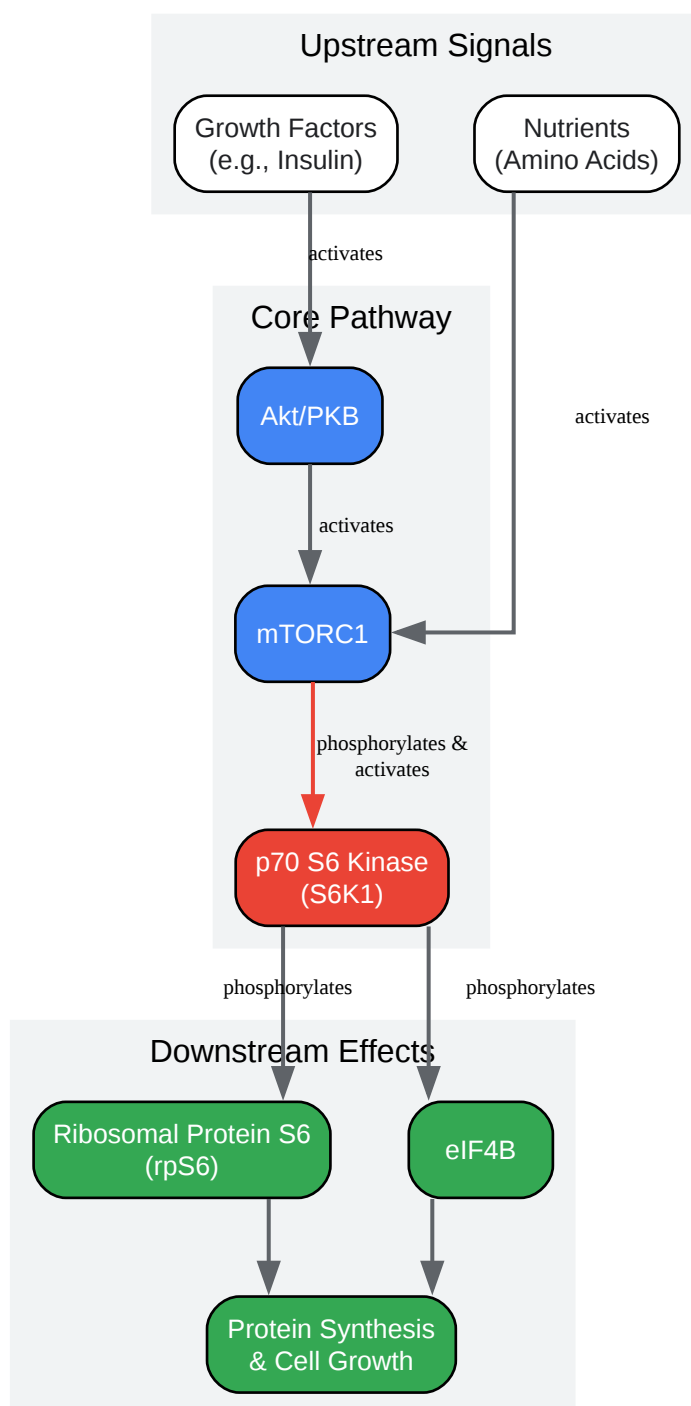 Upstream Signals
Growth Factors
(e.g., Insulin)
Nutrients
(Amino Acids)
activates
Core Pathway
Akt/PKB
activates
activates
mTORC1
phosphorylates &
activates
p70 S6 Kinase
(S6K1)
phosphorylates
phosphorylates
Downstream Effects
Ribosomal Protein S6
(rpS6)
eIF4B
Protein Synthesis
& Cell Growth